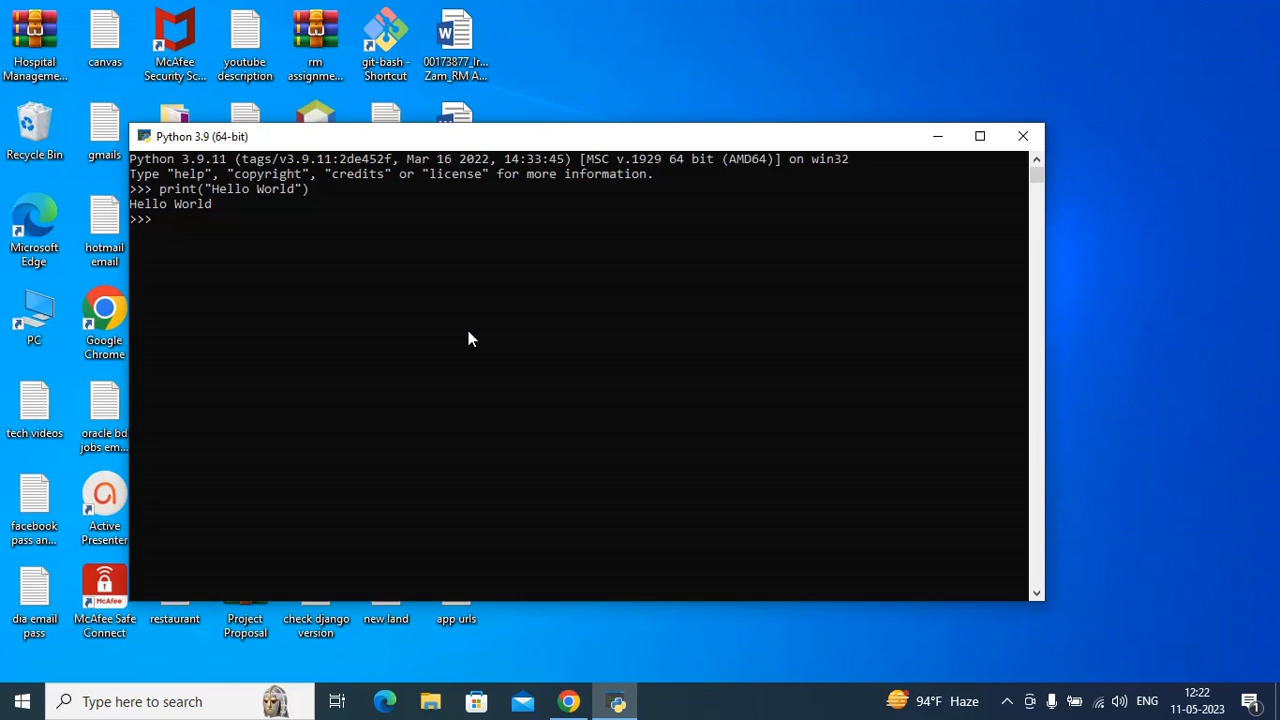 Hospital
Manageme...
canvas
McAfee
Security Sc...
youtube
description
rm
assignme...
git-bash -
Shortcut
00173877_Ir...
Zam_RM A...
Recycle Bin
gmails
Python 3.9 (64-bit)
Python 3.9.11 (tags/v3.9.11:2de452f, Mar 16 2022, 14:33:45) [MSC v.1929 64 bit (AMD64)] on win32
Type "help", "copyright", "credits" or "license" for more information.
>>> print("Hello World")
Hello World
>>>
Microsoft
Edge
hotmail
email
PC
Google
Chrome
tech videos
oracle bd
jobs em...
facebook
pass an...
Active
Presenter
dia email
pass
McAfee Safe
Connect
restaurant
Project
Proposal
check django
version
new land
app urls
Type here to search
94°F Haze
ENG
12:22
11-05-2023
1